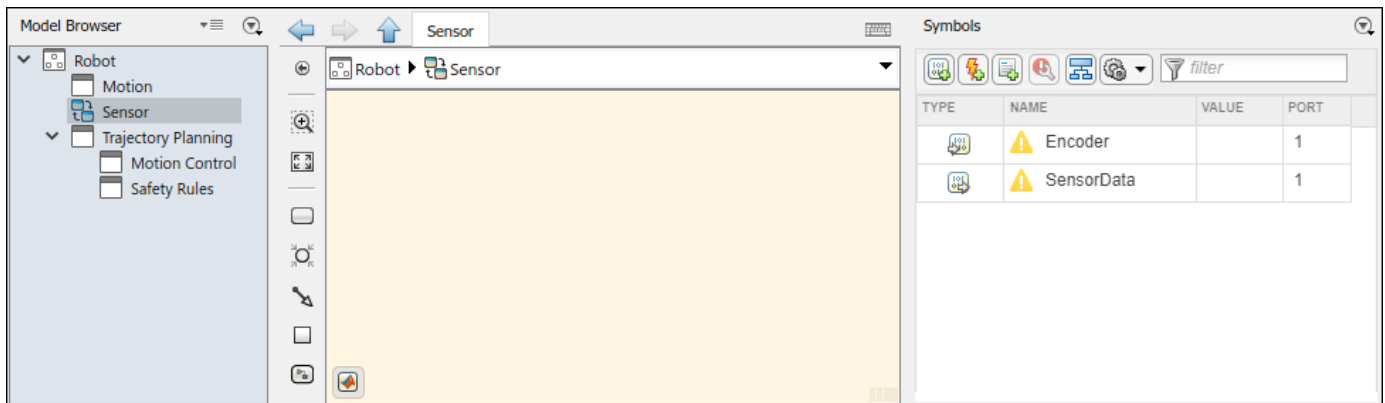 Model Browser
Robot
Motion
Sensor
Trajectory Planning
Motion Control
Safety Rules
Sensor
Robot Sensor
Symbols
filter
TYPE NAME VALUE PORT
Encoder 1
SensorData 1